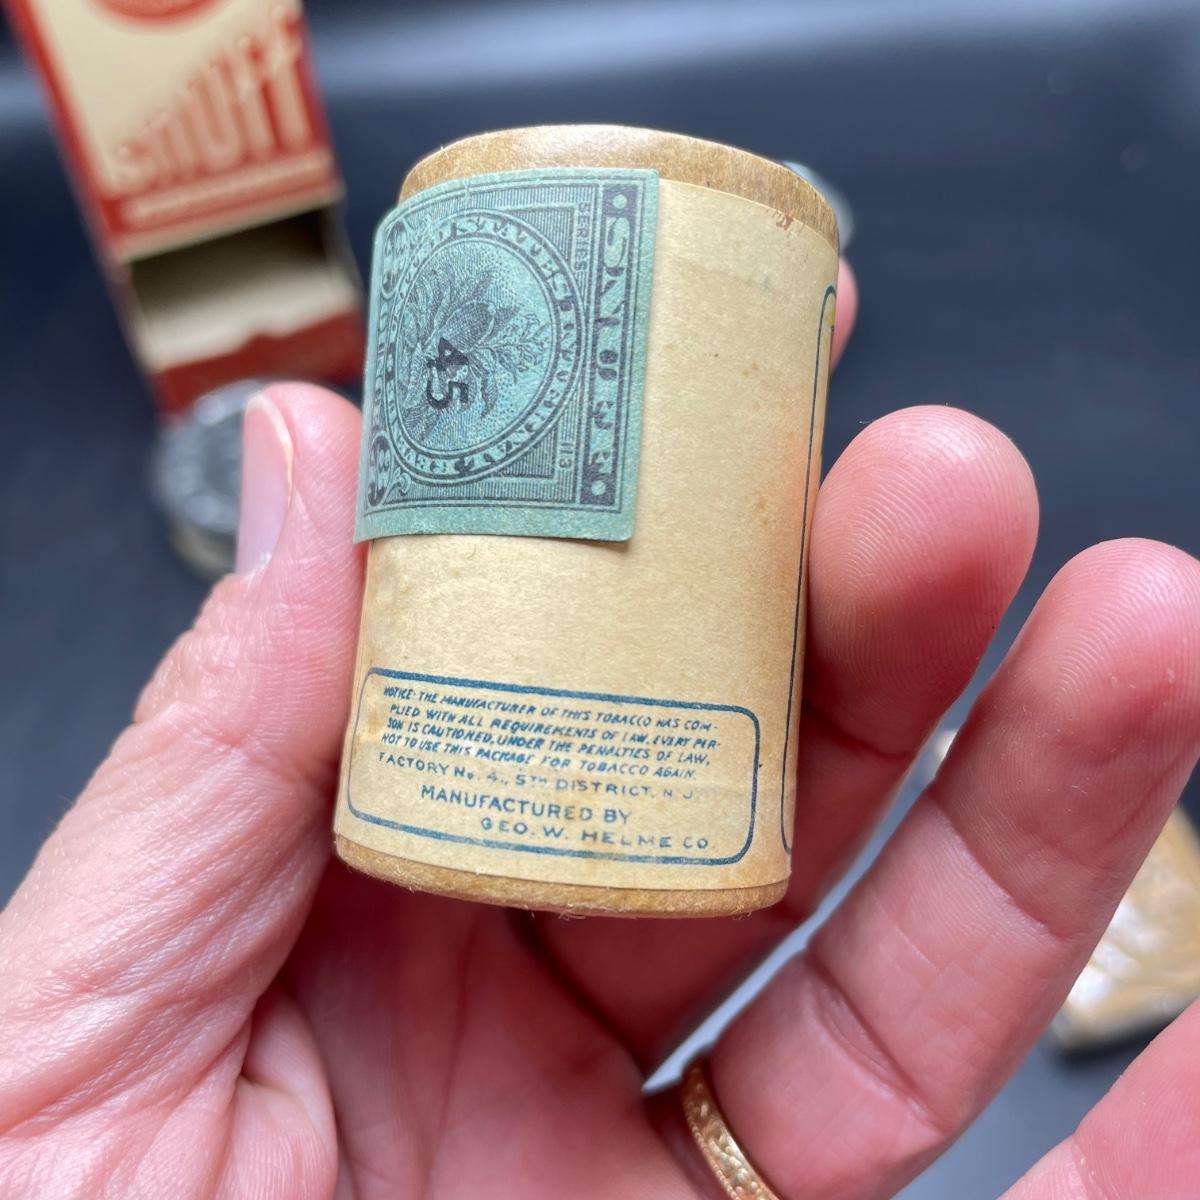 snuff
SNUFF
SERIES 113
45
NOTICE: THE MANUFACTURER OF THIS TOBACCO HAS COM-
PLIED WITH ALL REQUIREMENTS OF LAW. EVERY PER-
SON IS CAUTIONED, UNDER THE PENALTIES OF LAW,
NOT TO USE THIS PACKAGE FOR TOBACCO AGAIN.
FACTORY No. 4., 5TH DISTRICT. N J
MANUFACTURED BY
GEO. W. HELME CO.